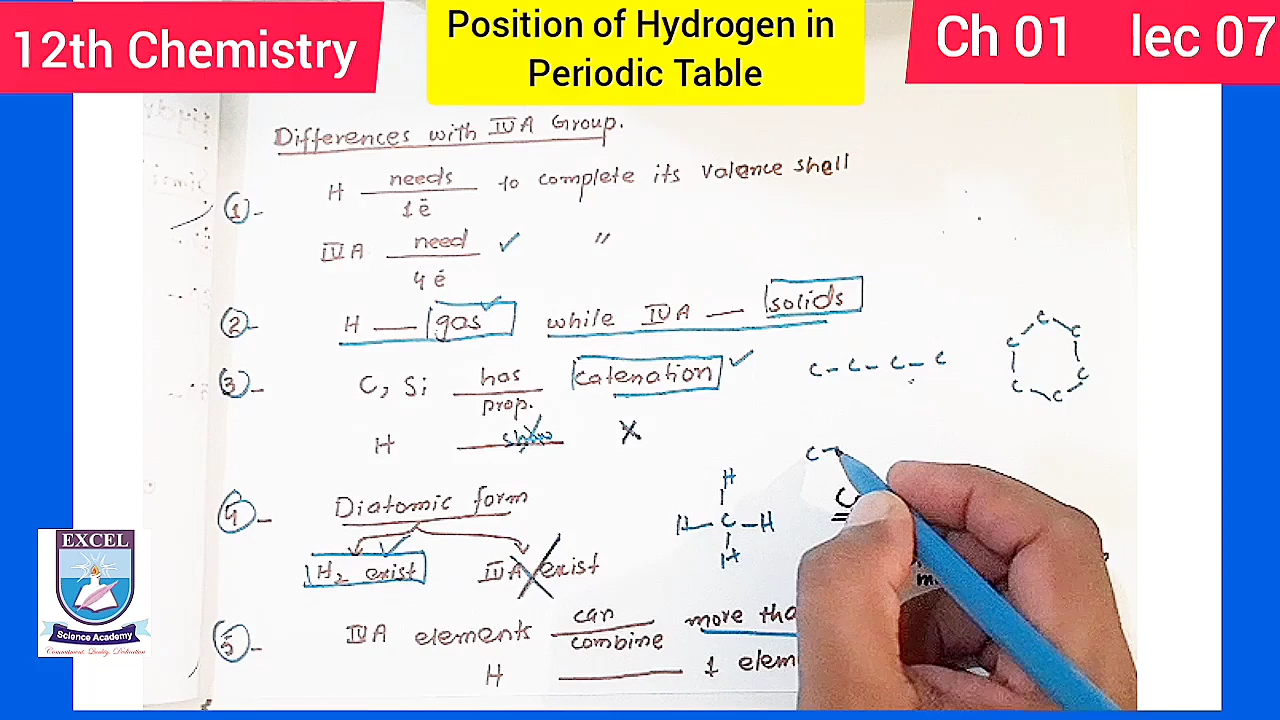 12th Chemistry
Position of Hydrogen in
Periodic Table
Ch 01 lec 07
Differences with IVA Group.
①- H needs to complete its valence shell
1ē
IVA need ✓ "
4ē
②- H — gas while IVA — solids
③- C, Si has catenation ✓
prop.
H show X
C - C - C - C
C C C C C C
④- Diatomic form
H₂ exist IVA exist
H
H - C - H
H
C
C
⑤- IVA elements can more tha
combine
H 1 elem
EXCEL
Science Academy
Commitment, Quality, Dedication